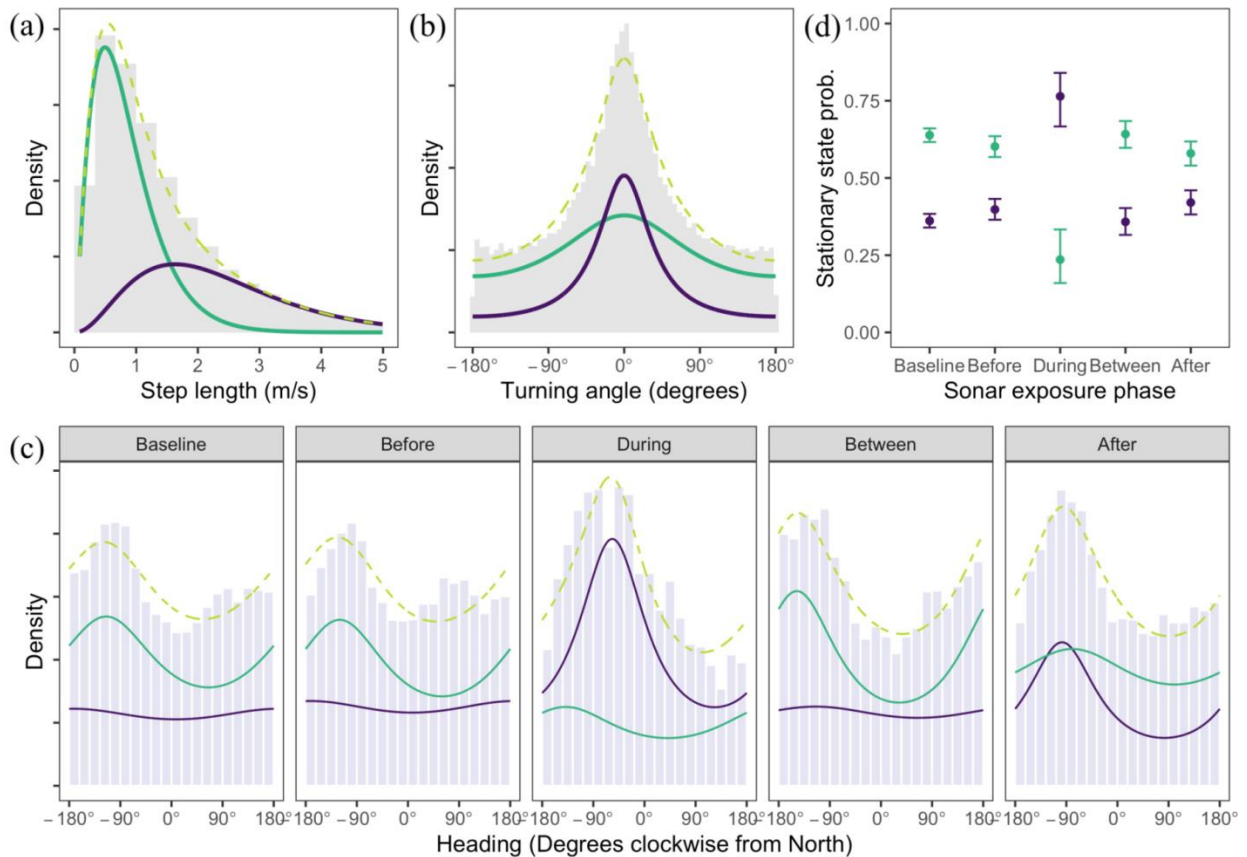 (a)
Density
0 1 2 3 4 5
Step length (m/s)
(b)
Density
−180° −90° 0° 90° 180°
Turning angle (degrees)
(d)
Stationary state prob.
1.00
0.75
0.50
0.25
0.00
Baseline Before During Between After
Sonar exposure phase
(c)
Baseline Before During Between After
Density
−180° −90° 0° 90° 180° −180° −90° 0° 90° 180° −180° −90° 0° 90° 180° −180° −90° 0° 90° 180° −180° −90° 0° 90° 180°
Heading (Degrees clockwise from North)